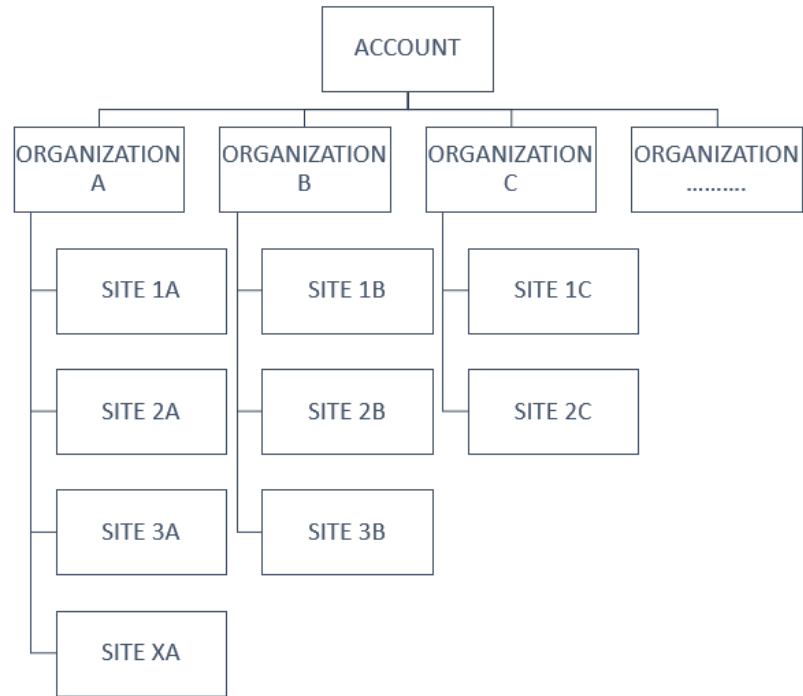 ACCOUNT
ORGANIZATION
A
ORGANIZATION
B
ORGANIZATION
C
ORGANIZATION
..........
SITE 1A
SITE 1B
SITE 1C
SITE 2A
SITE 2B
SITE 2C
SITE 3A
SITE 3B
SITE XA